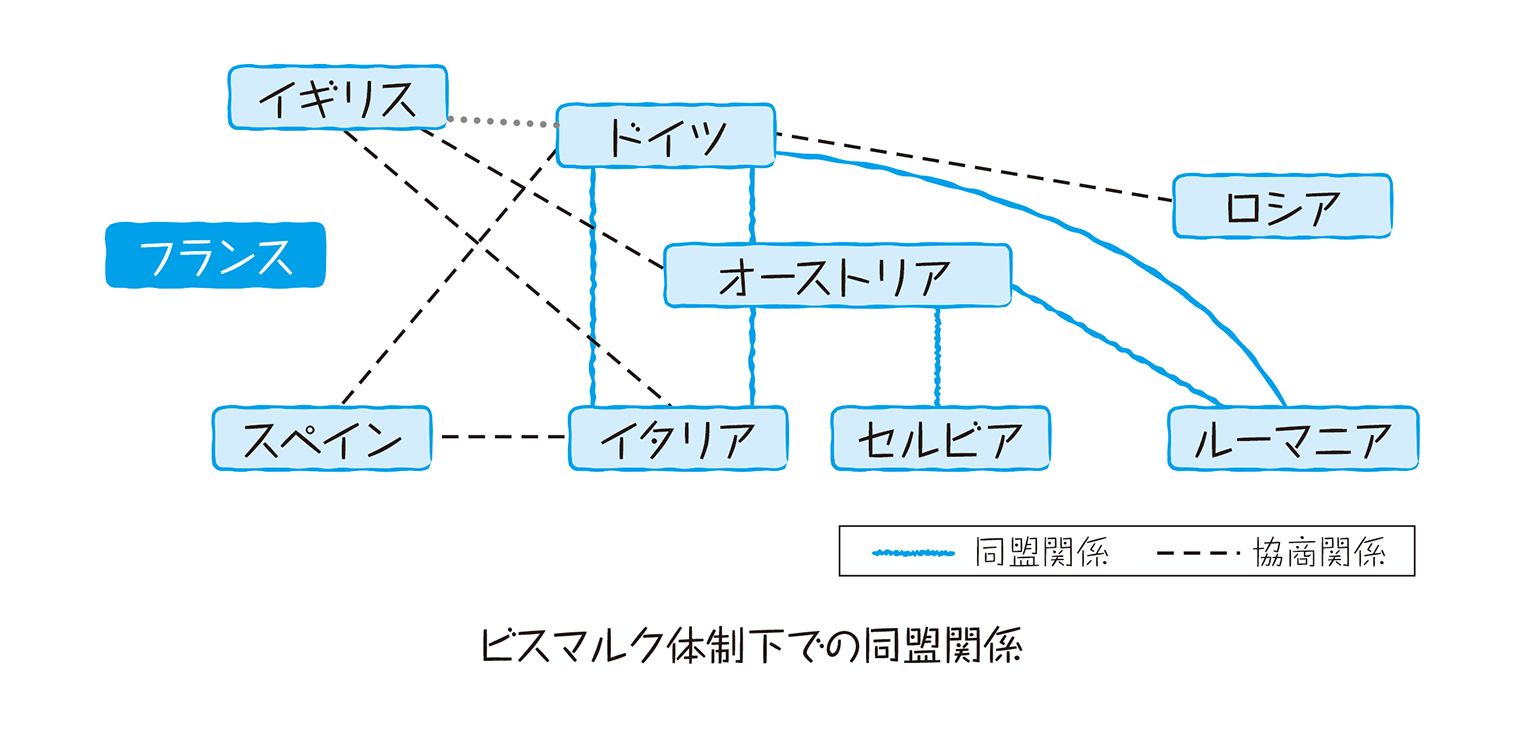 イギリス
ドイツ
ロシア
フランス
オーストリア
スペイン
イタリア
セルビア
ルーマニア
同盟関係
協商関係
ビスマルク体制下での同盟関係